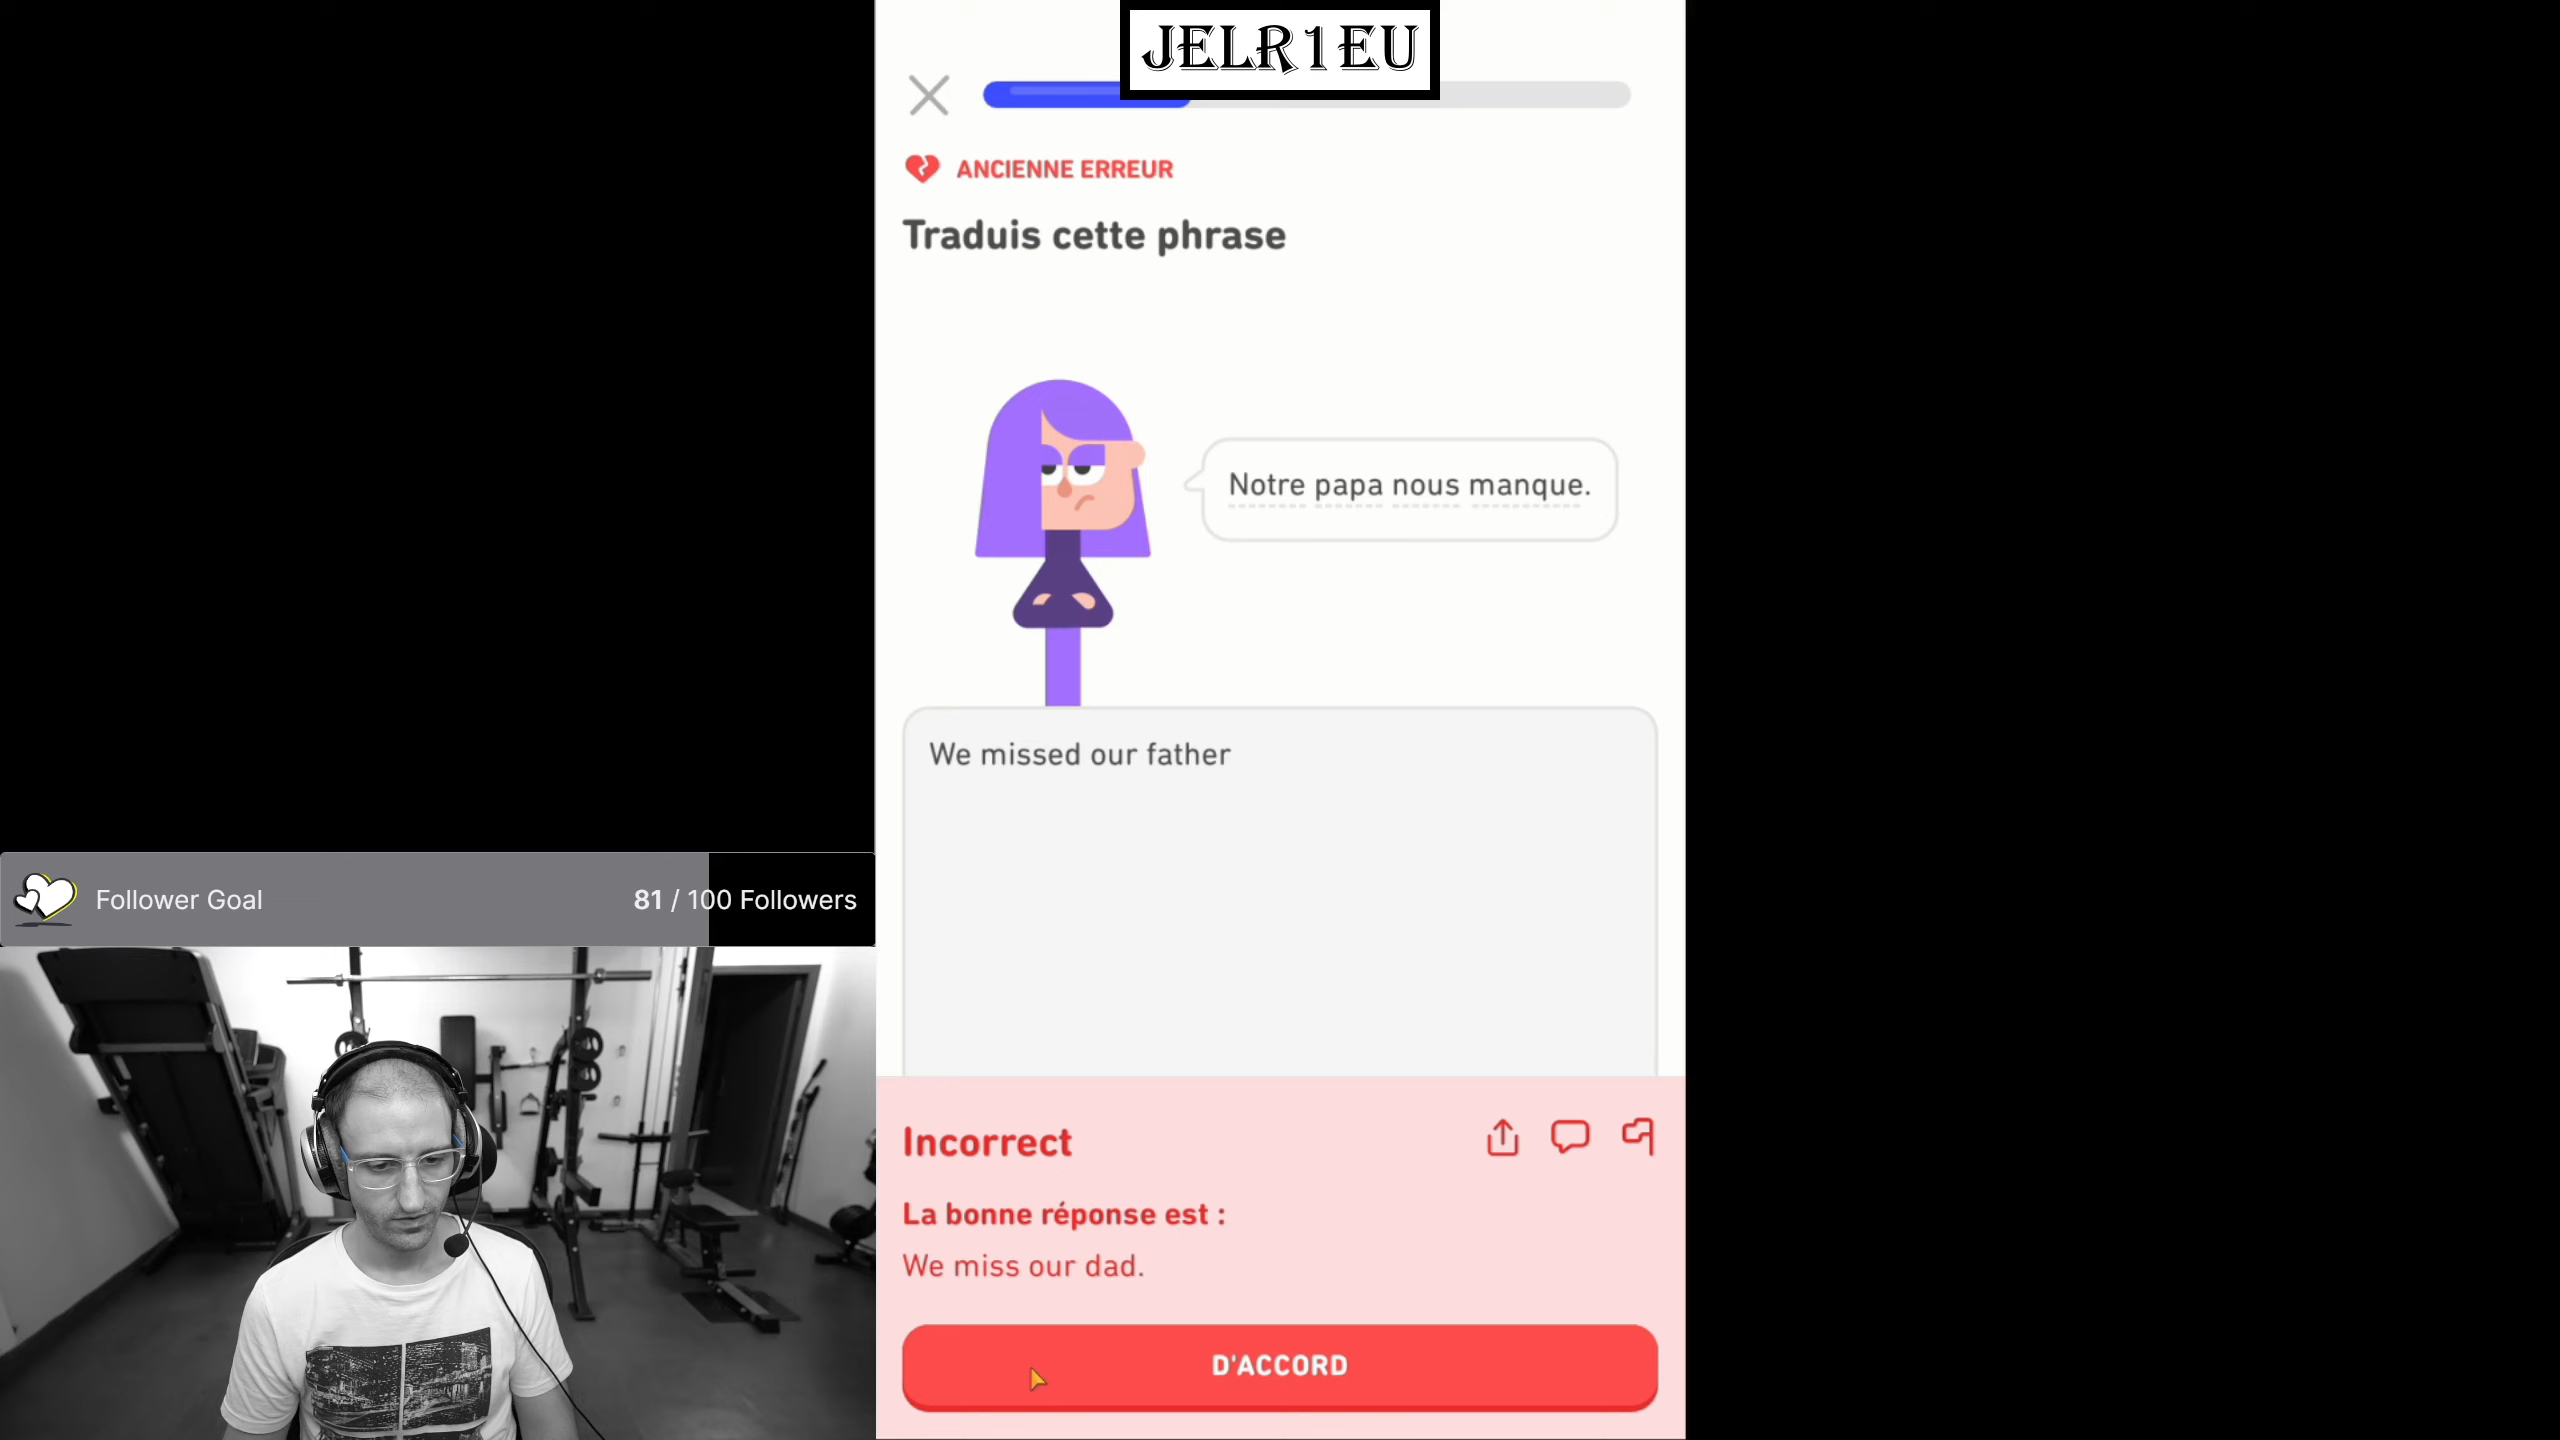 JELR1EU
ANCIENNE ERREUR
Traduis cette phrase
Notre papa nous manque.
We missed our father
Follower Goal
81 / 100 Followers
Incorrect
La bonne réponse est :
We miss our dad.
D'ACCORD